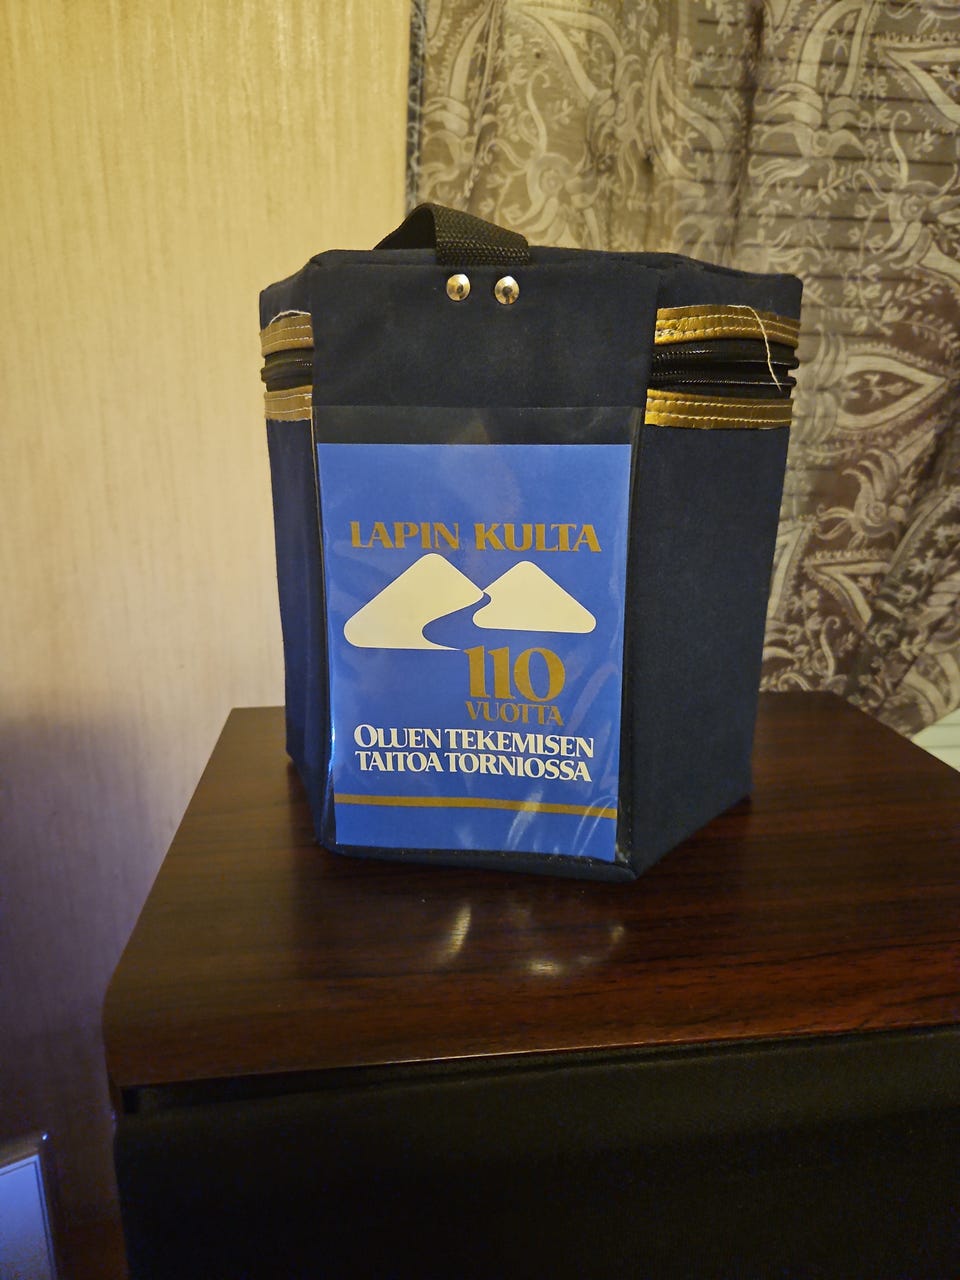 LAPIN KULTA
110
VUOTTA
OLUEN TEKEMISEN
TAITOA TORNIOSSA